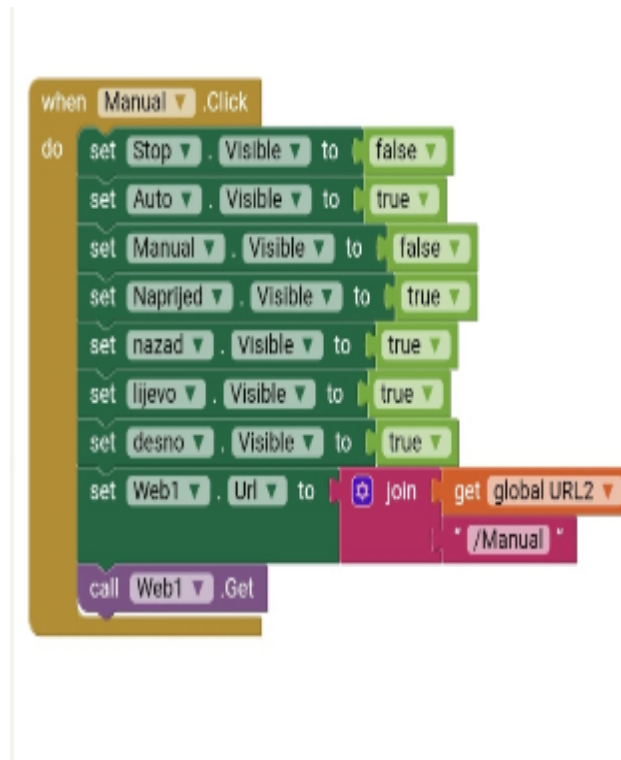 when Manual .Click
do set Stop . Visible to false
set Auto . Visible to true
set Manual . Visible to false
set Naprijed . Visible to true
set nazad . Visible to true
set lijevo . Visible to true
set desno . Visible to true
set Web1 . Url to join get global URL2
" /Manual "
call Web1 .Get